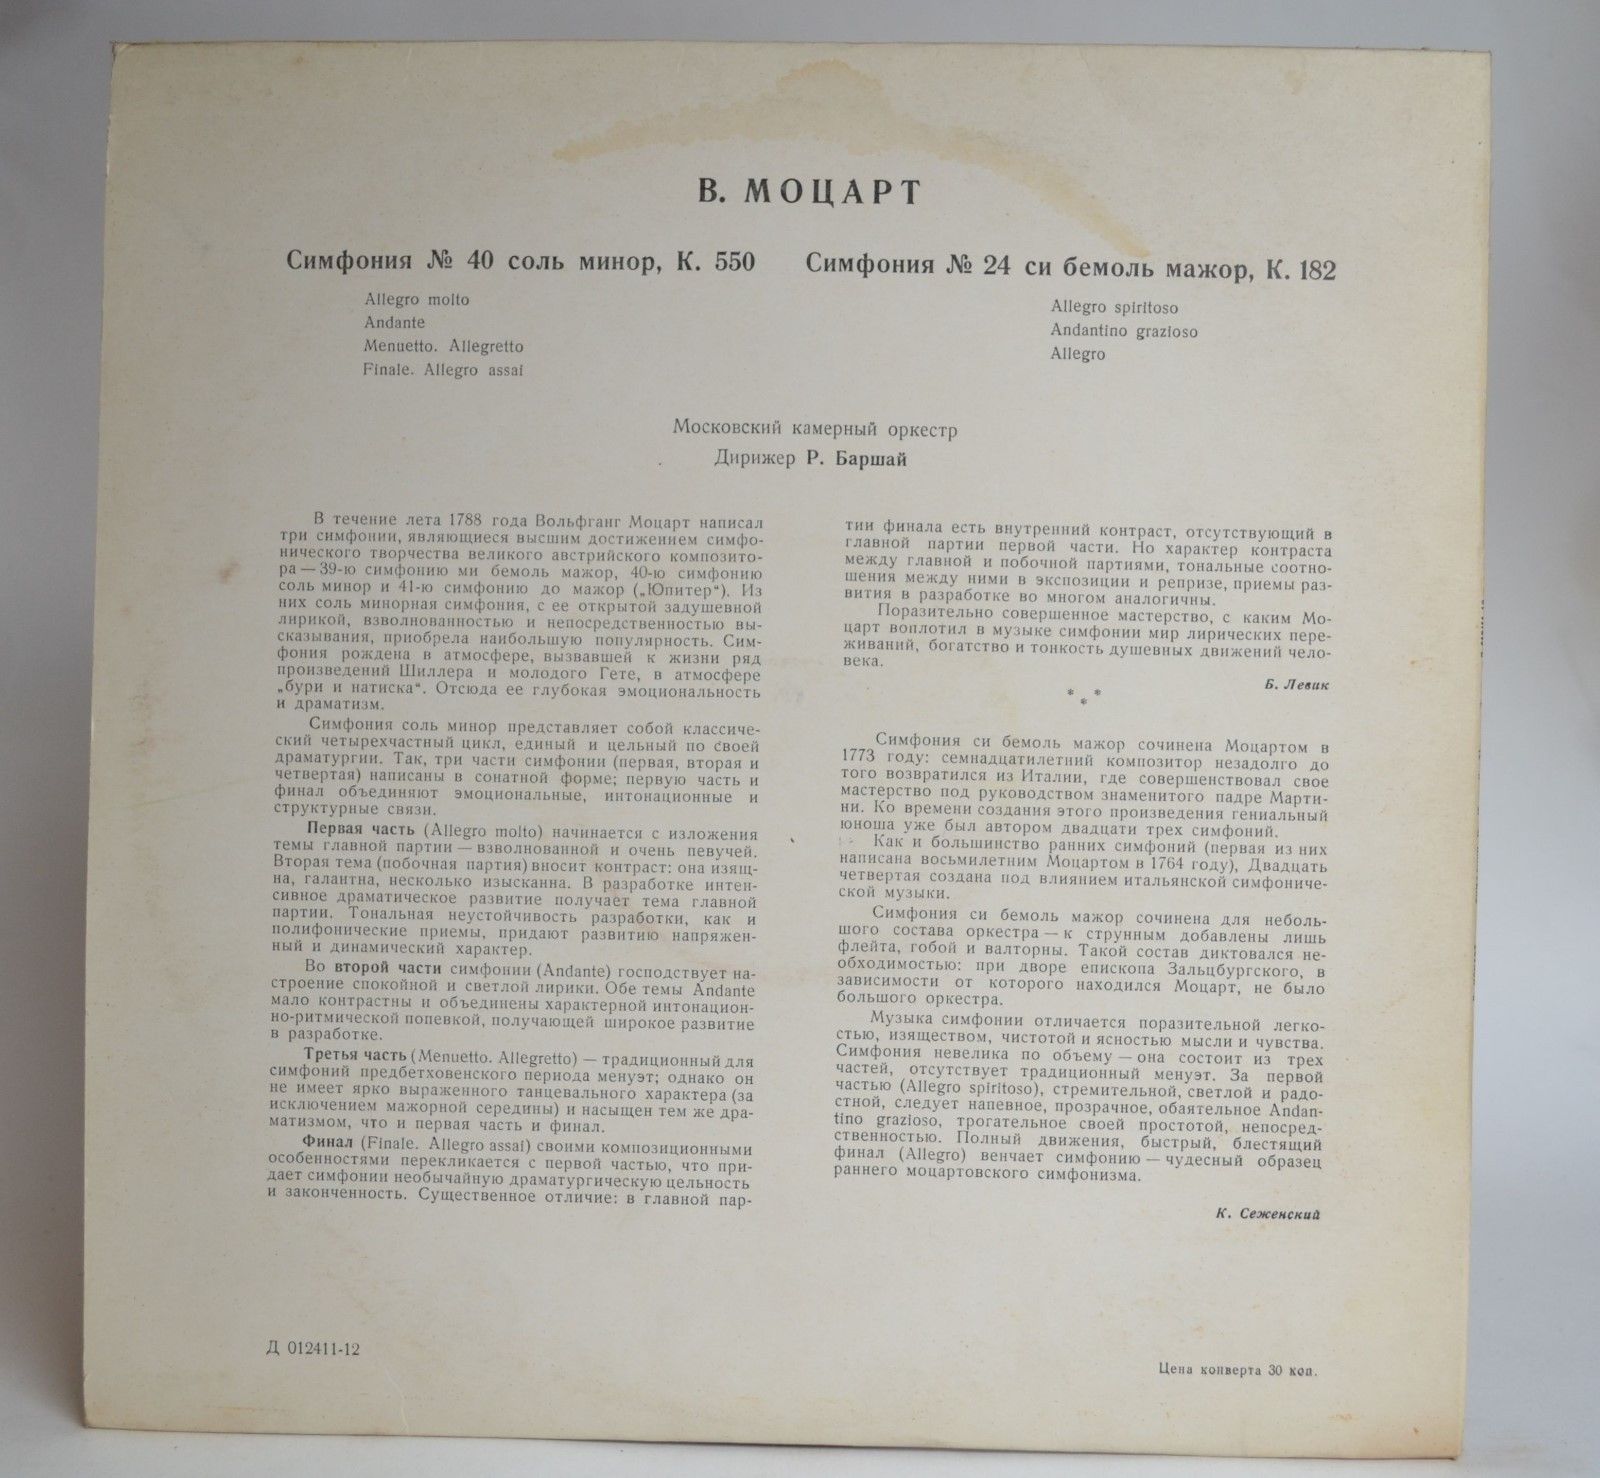 В. МОЦАРТ
Симфония № 40 соль минор, К. 550
Allegro molto
Andante
Menuetto. Allegretto
Finale. Allegro assai
Симфония № 24 си бемоль мажор, К. 182
Allegro spiritoso
Andantino grazioso
Allegro
Московский камерный оркестр
Дирижер Р. Баршай
В течение лета 1788 года Вольфганг Моцарт написал
три симфонии, являющиеся высшим достижением симфо-
нического творчества великого австрийского композито-
ра — 39-ю симфонию ми бемоль мажор, 40-ю симфонию
соль минор и 41-ю симфонию до мажор („Юпитер“). Из
них соль минорная симфония, с ее открытой задушевной
лирикой, взволнованностью и непосредственностью вы-
сказывания, приобрела наибольшую популярность. Сим-
фония рождена в атмосфере, вызвавшей к жизни ряд
произведений Шиллера и молодого Гете, в атмосфере
„бури и натиска“. Отсюда ее глубокая эмоциональность
и драматизм.
Симфония соль минор представляет собой классиче-
ский четырехчастный цикл, единый и цельный по своей
драматургии. Так, три части симфонии (первая, вторая и
четвертая) написаны в сонатной форме; первую часть и
финал объединяют эмоциональные, интонационные и
структурные связи.
Первая часть (Allegro molto) начинается с изложения
темы главной партии — взволнованной и очень певучей.
Вторая тема (побочная партия) вносит контраст: она изящ-
на, галантна, несколько изысканна. В разработке интен-
сивное драматическое развитие получает тема главной
партии. Тональная неустойчивость разработки, как и
полифонические приемы, придают развитию напряжен-
ный и динамический характер.
Во второй части симфонии (Andante) господствует на-
строение спокойной и светлой лирики. Обе темы Andante
мало контрастны и объединены характерной интонацион-
но-ритмической попевкой, получающей широкое развитие
в разработке.
Третья часть (Menuetto. Allegretto) — традиционный для
симфоний предбетховенского периода менуэт; однако он
не имеет ярко выраженного танцевального характера (за
исключением мажорной середины) и насыщен тем же дра-
матизмом, что и первая часть и финал.
Финал (Finale. Allegro assai) своими композиционными
особенностями перекликается с первой частью, что при-
дает симфонии необычайную драматургическую цельность
и законченность. Существенное отличие: в главной пар-
тии финала есть внутренний контраст, отсутствующий в
главной партии первой части. Но характер контраста
между главной и побочной партиями, тональные соотно-
шения между ними в экспозиции и репризе, приемы раз-
вития в разработке во многом аналогичны.
Поразительно совершенное мастерство, с каким Мо-
царт воплотил в музыке симфонии мир лирических пере-
живаний, богатство и тонкость душевных движений чело-
века.
Б. Левик
* * *
Симфония си бемоль мажор сочинена Моцартом в
1773 году: семнадцатилетний композитор незадолго до
того возвратился из Италии, где совершенствовал свое
мастерство под руководством знаменитого падре Марти-
ни. Ко времени создания этого произведения гениальный
юноша уже был автором двадцати трех симфоний.
Как и большинство ранних симфоний (первая из них
написана восьмилетним Моцартом в 1764 году), Двадцать
четвертая создана под влиянием итальянской симфониче-
ской музыки.
Симфония си бемоль мажор сочинена для неболь-
шого состава оркестра — к струнным добавлены лишь
флейта, гобой и валторны. Такой состав диктовался не-
обходимостью: при дворе епископа Зальцбургского, в
зависимости от которого находился Моцарт, не было
большого оркестра.
Музыка симфонии отличается поразительной легко-
стью, изяществом, чистотой и ясностью мысли и чувства.
Симфония невелика по объему — она состоит из трех
частей, отсутствует традиционный менуэт. За первой
частью (Allegro spiritoso), стремительной, светлой и радо-
стной, следует напевное, прозрачное, обаятельное Andan-
tino grazioso, трогательное своей простотой, непосред-
ственностью. Полный движения, быстрый, блестящий
финал (Allegro) венчает симфонию — чудесный образец
раннего моцартовского симфонизма.
К. Сеженский
Д 012411-12
Цена конверта 30 коп.